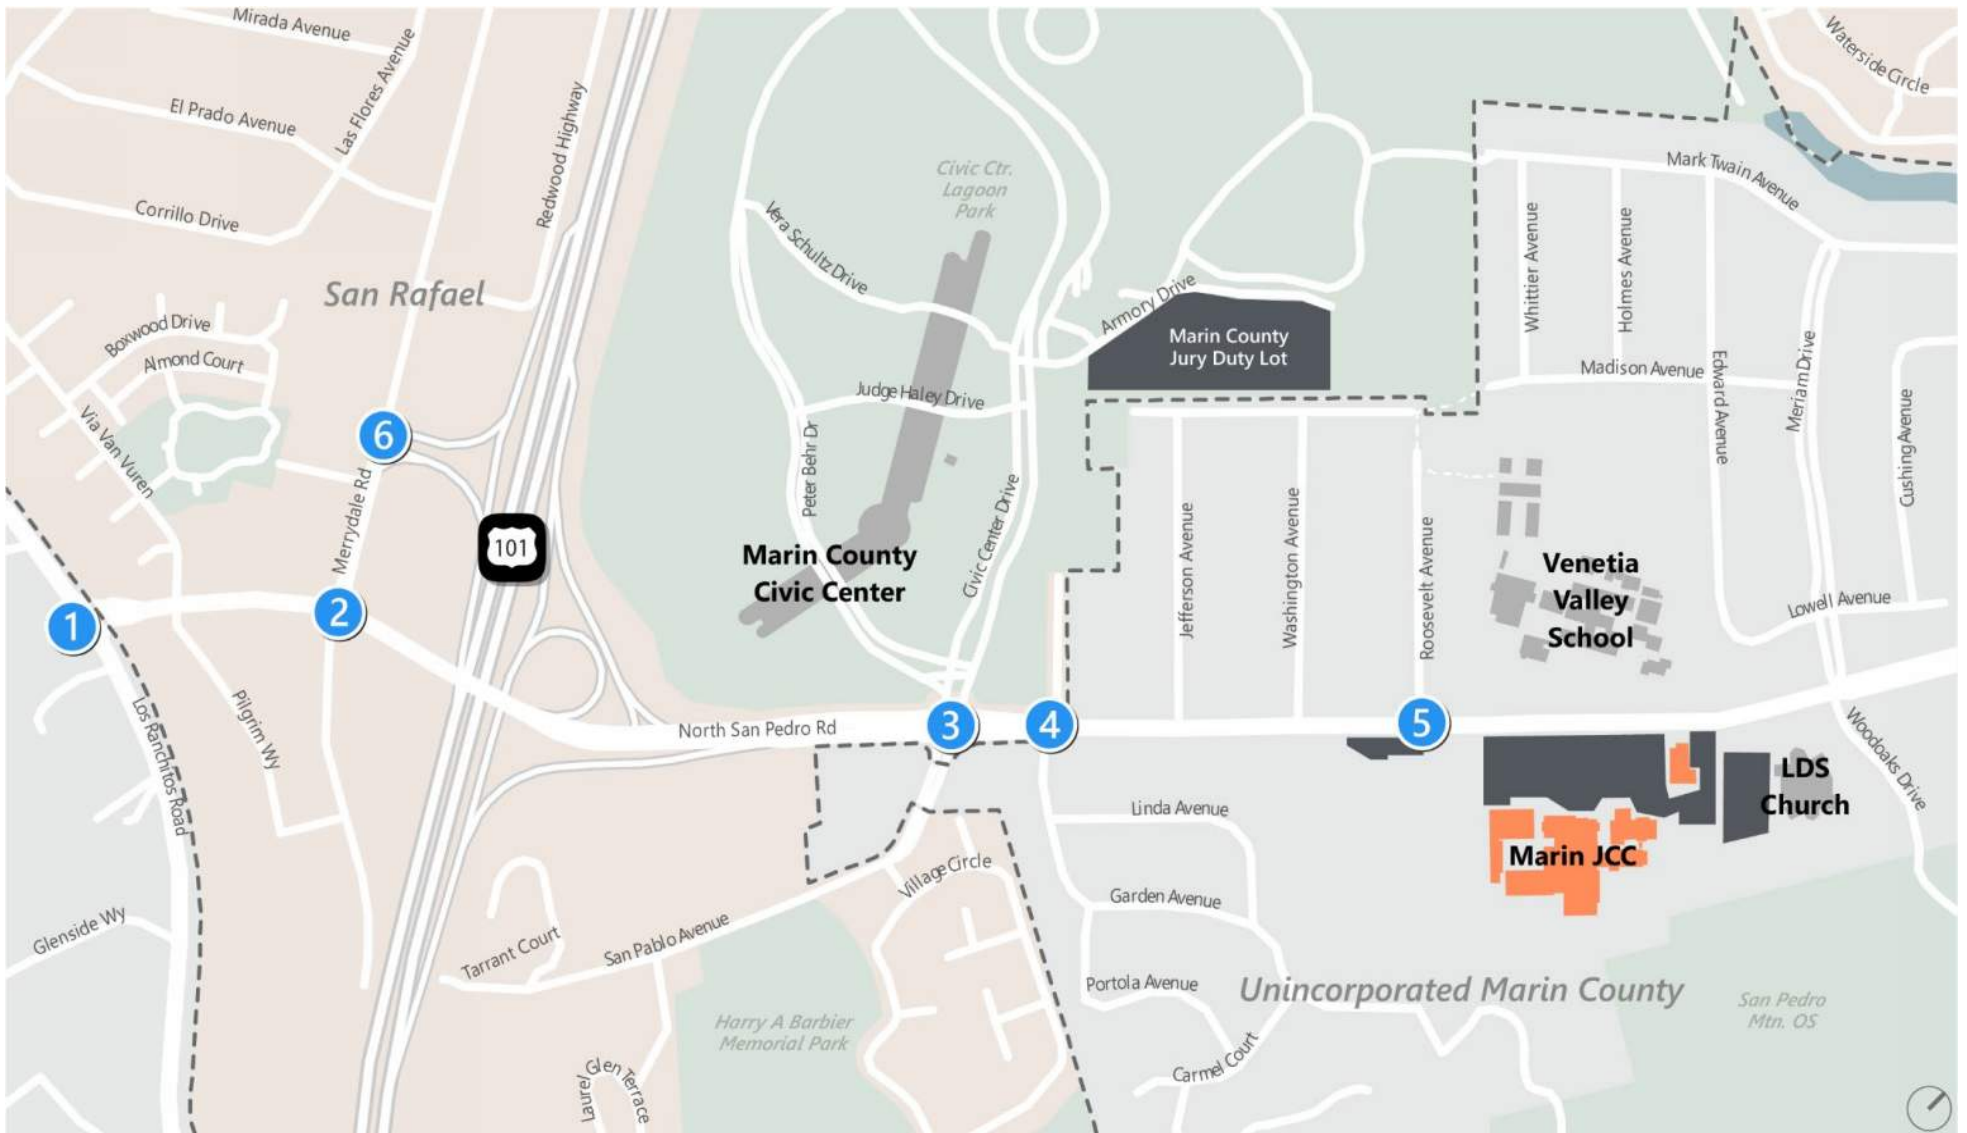 Mirada Avenue
Las Flores Avenue
El Prado Avenue
Corrillo Drive
Redwood Highway
San Rafael
Boxwood Drive
Almond Court
Via Van Vuren
6
Merrydale Rd
101
1
2
Los Ranchitos Road
Pilgrim Wy
Glenside Wy
Civic Ctr.
Lagoon
Park
Vera Schultz Drive
Judge Haley Drive
Peter Behr Dr
Civic Center Drive
Marin County
Civic Center
Armory Drive
Marin County
Jury Duty Lot
Waterside Circle
Mark Twain Avenue
Whittier Avenue
Holmes Avenue
Madison Avenue
Edward Avenue
Meriam Drive
Cushing Avenue
Lowell Avenue
Jefferson Avenue
Washington Avenue
Roosevelt Avenue
Venetia
Valley
School
North San Pedro Rd
3
4
5
Woodoaks Drive
LDS
Church
Marin JCC
Linda Avenue
Garden Avenue
Portola Avenue
Carmel Court
Village Circle
San Pablo Avenue
Tarrant Court
Harry A Barbier
Memorial Park
Laurel
Glen Terrace
Unincorporated Marin County
San Pedro
Mtn. OS